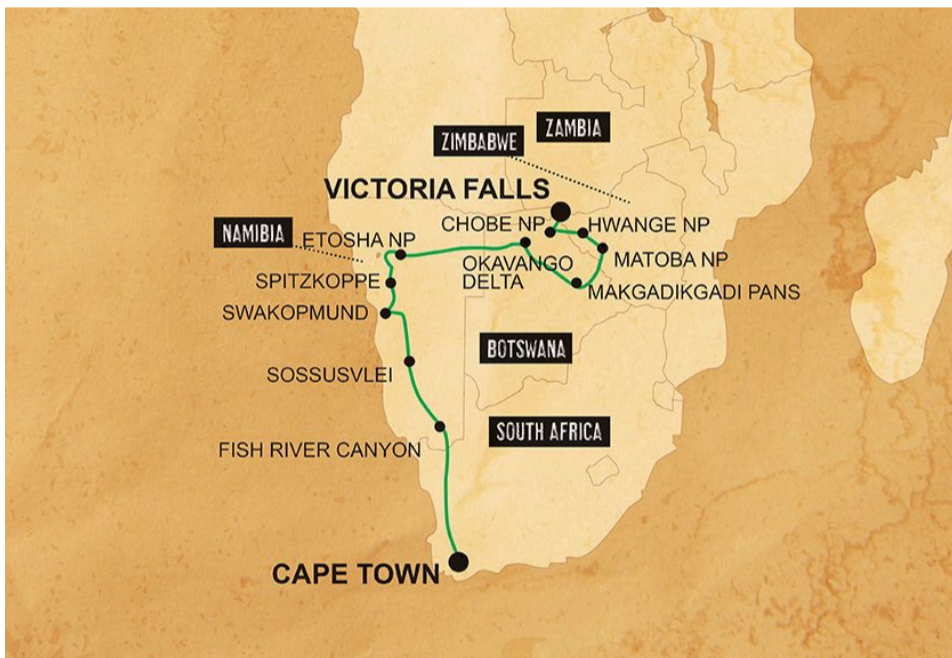 ZAMBIA
ZIMBABWE
VICTORIA FALLS
CHOBE NP
HWANGE NP
NAMIBIA
ETOSHA NP
OKAVANGO
DELTA
MATOBA NP
SPITZKOPPE
MAKGADIKGADI PANS
SWAKOPMUND
BOTSWANA
SOSSUSVLEI
SOUTH AFRICA
FISH RIVER CANYON
CAPE TOWN